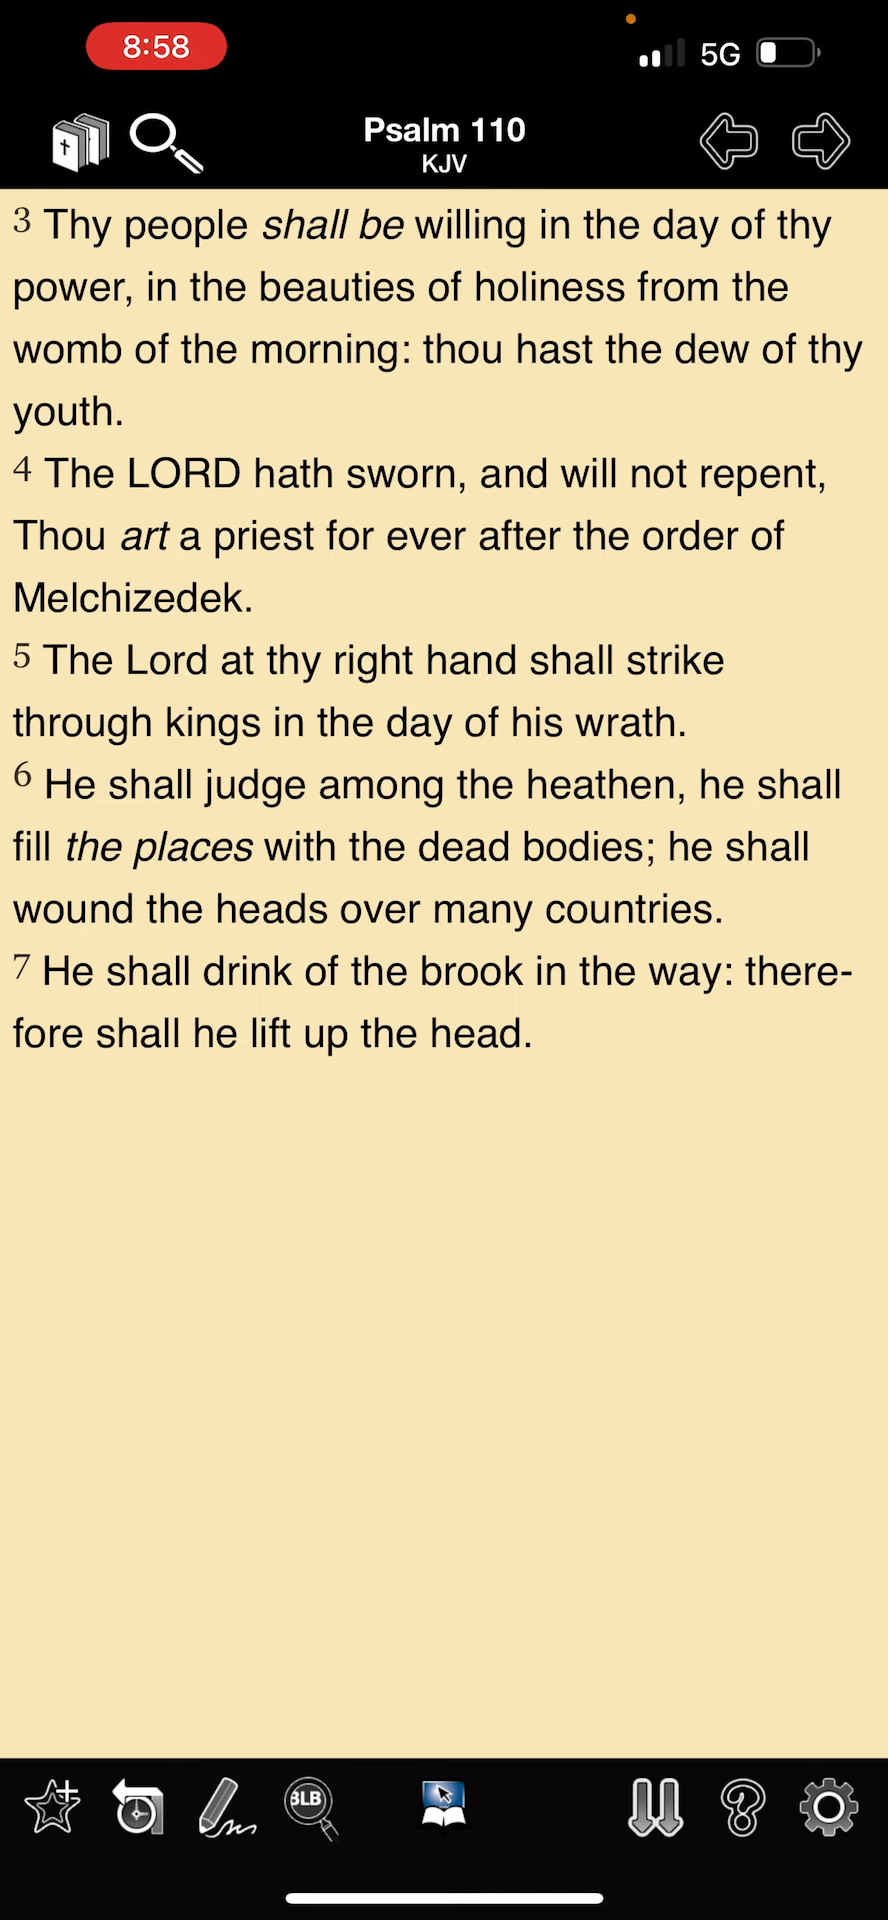 8:58
5G
Psalm 110
KJV
3 Thy people shall be willing in the day of thy
power, in the beauties of holiness from the
womb of the morning: thou hast the dew of thy
youth.
4 The LORD hath sworn, and will not repent,
Thou art a priest for ever after the order of
Melchizedek.
5 The Lord at thy right hand shall strike
through kings in the day of his wrath.
6 He shall judge among the heathen, he shall
fill the places with the dead bodies; he shall
wound the heads over many countries.
7 He shall drink of the brook in the way: there-
fore shall he lift up the head.
BLB